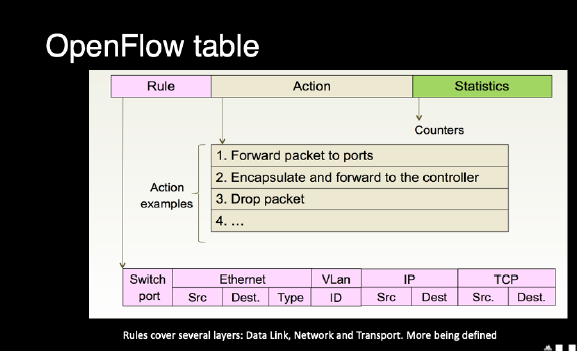 OpenFlow table
Rule Action Statistics
Counters
Action
examples
1. Forward packet to ports
2. Encapsulate and forward to the controller
3. Drop packet
4. ...
Switch
port
Ethernet VLan IP TCP
Src Dest. Type ID Src Dest Src. Dest.
Rules cover several layers: Data Link, Network and Transport. More being defined